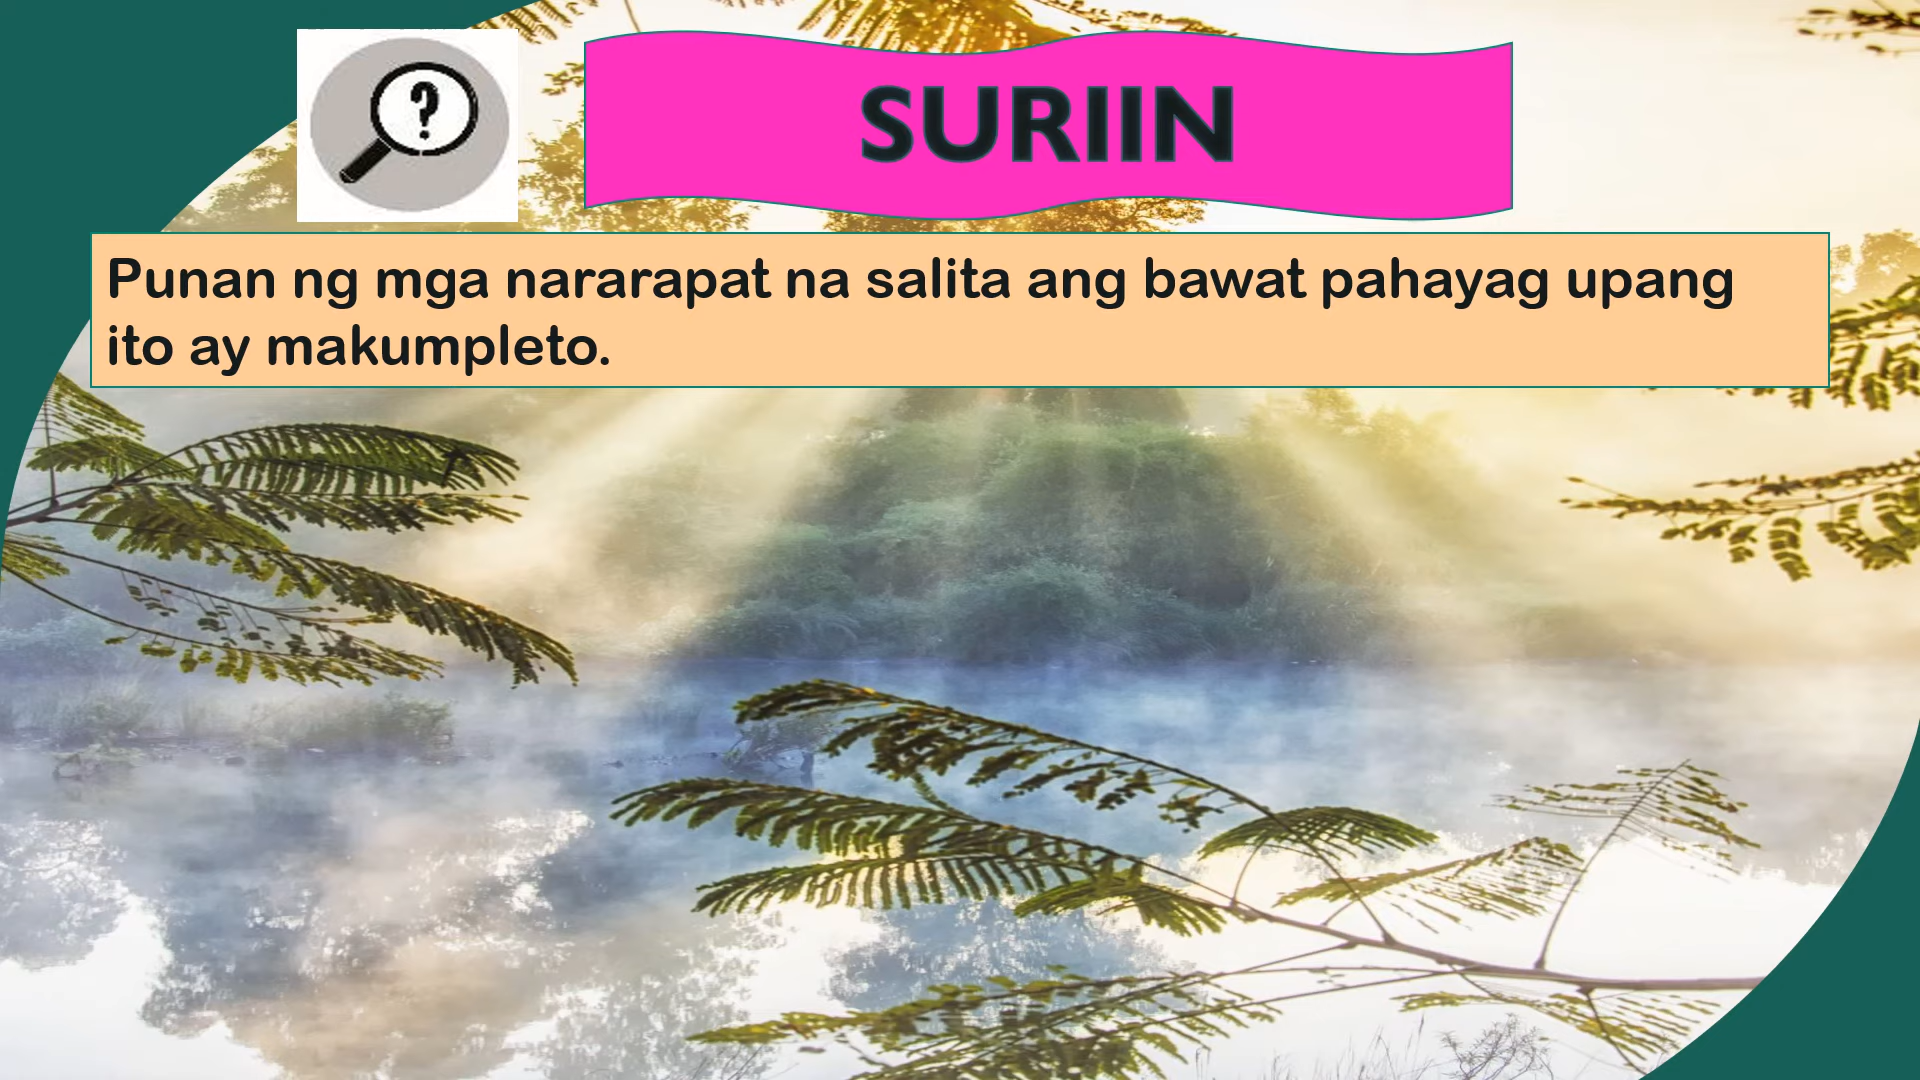 ?
SURIIN
Punan ng mga nararapat na salita ang bawat pahayag upang
ito ay makumpleto.